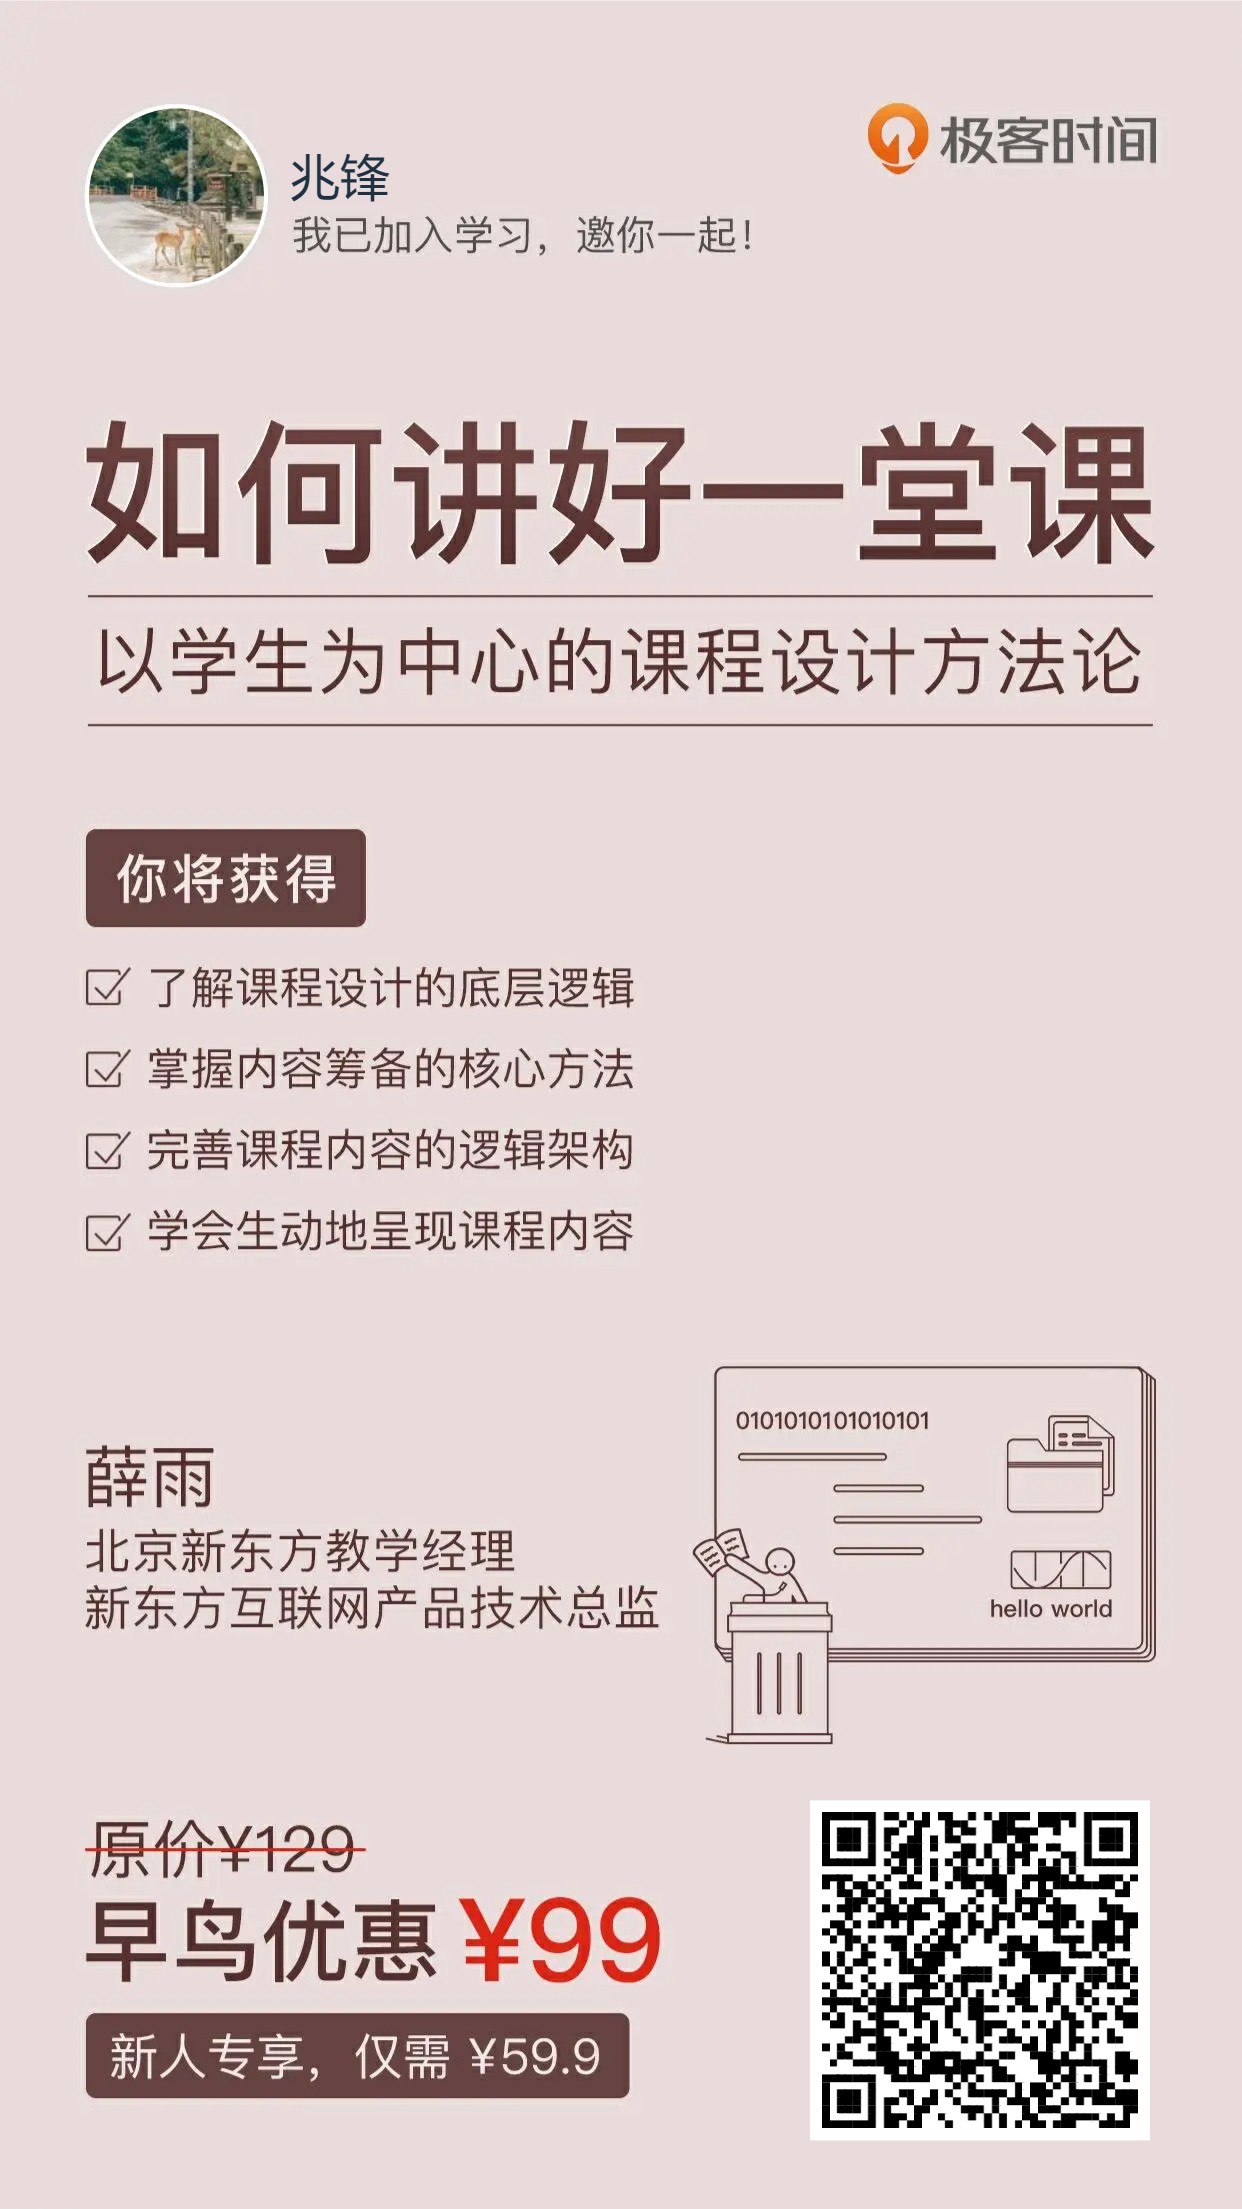 兆锋
我已加入学习，邀你一起！
极客时间
如何讲好一堂课
以学生为中心的课程设计方法论
你将获得
了解课程设计的底层逻辑
掌握内容筹备的核心方法
完善课程内容的逻辑架构
学会生动地呈现课程内容
薛雨
北京新东方教学经理
新东方互联网产品技术总监
0101010101010101
hello world
原价¥129
早鸟优惠 ¥99
新人专享，仅需 ¥59.9